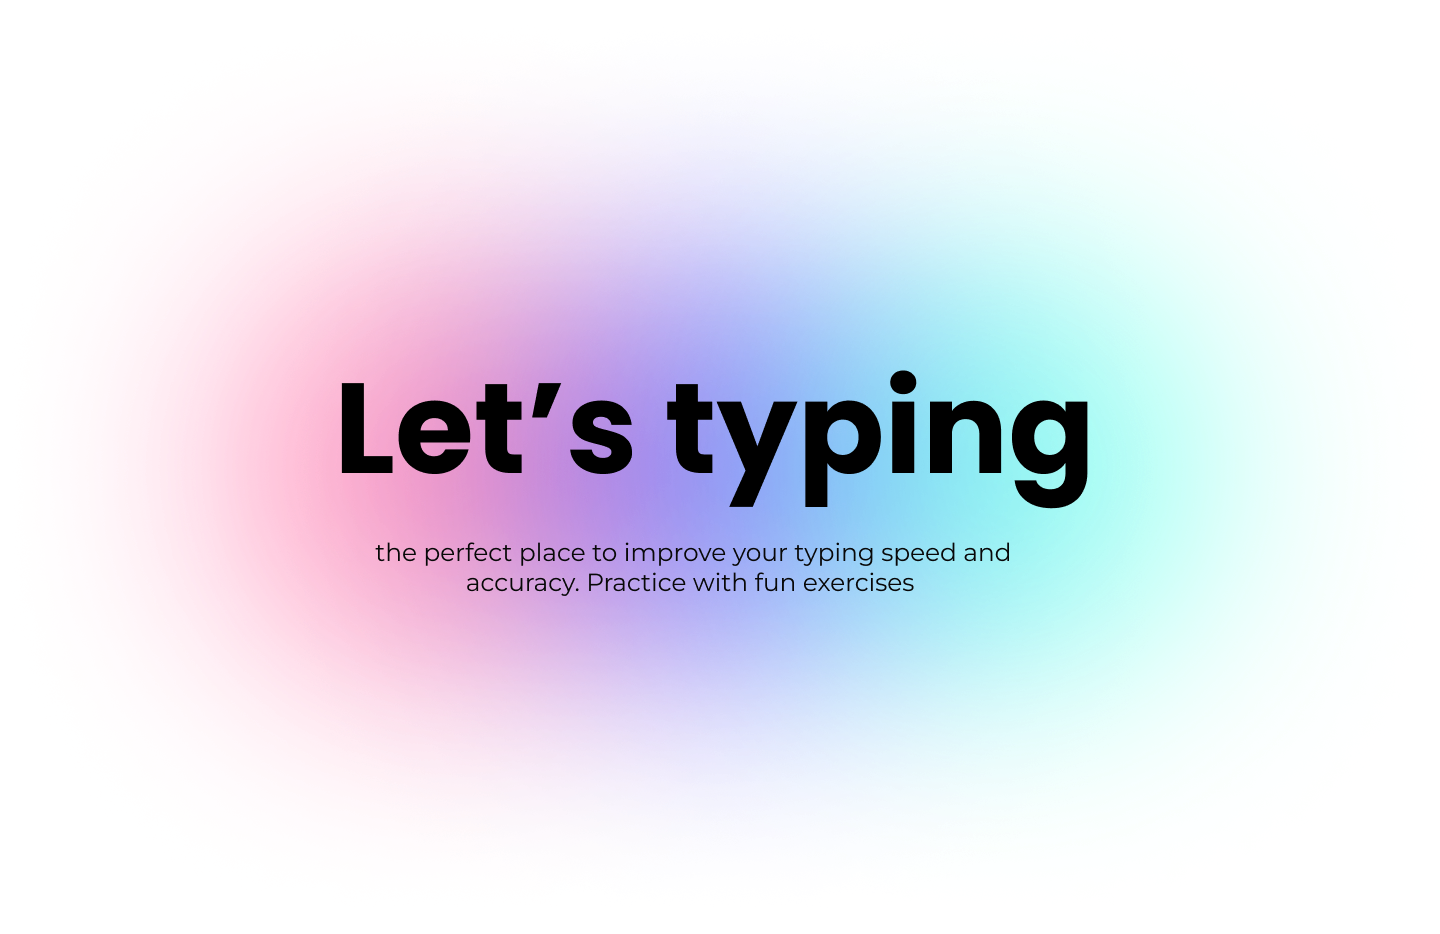 Let’s typing
the perfect place to improve your typing speed and
accuracy. Practice with fun exercises